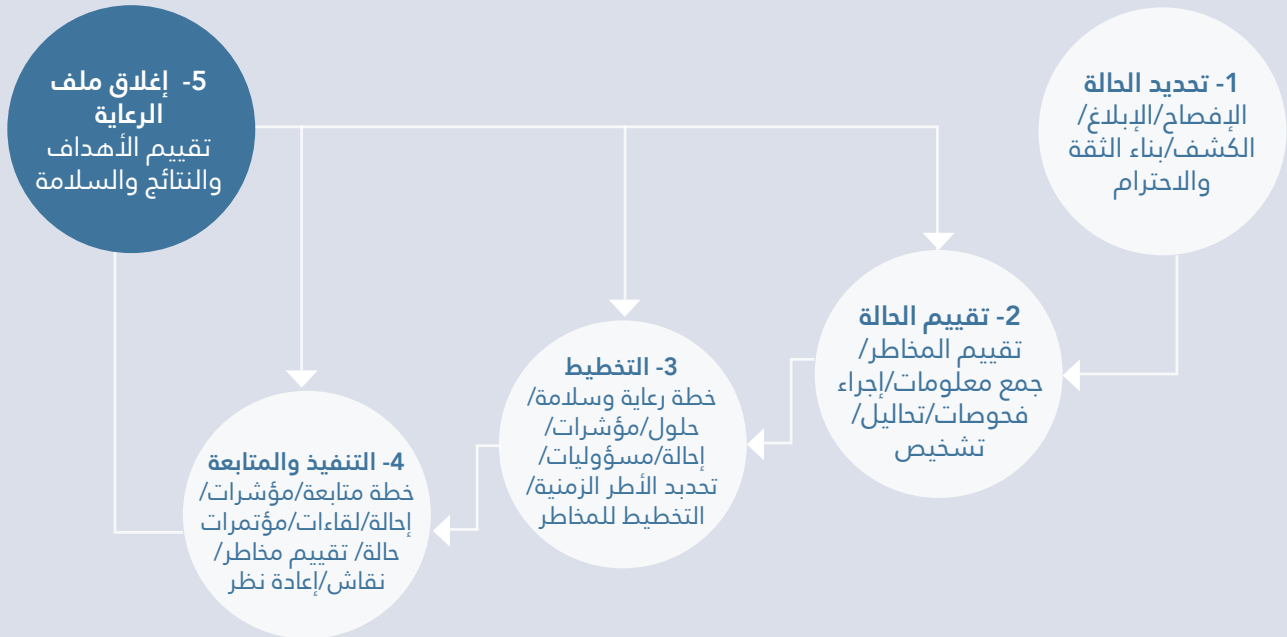 1- تحديد الحالة
الإفصاح/الإبلاغ/
الكشف/بناء الثقة
والاحترام
2- تقييم الحالة
تقييم المخاطر/
جمع معلومات/إجراء
فحوصات/تحاليل/
تشخيص
3- التخطيط
خطة رعاية وسلامة/
حلول/مؤشرات/
إحالة/مسؤوليات/
تحدبد الأطر الزمنية/
التخطيط للمخاطر
4- التنفيذ والمتابعة
خطة متابعة/مؤشرات/
إحالة/لقاءات/مؤتمرات
حالة/ تقييم مخاطر/
نقاش/إعادة نظر
5- إغلاق ملف
الرعاية
تقييم الأهداف
والنتائج والسلامة